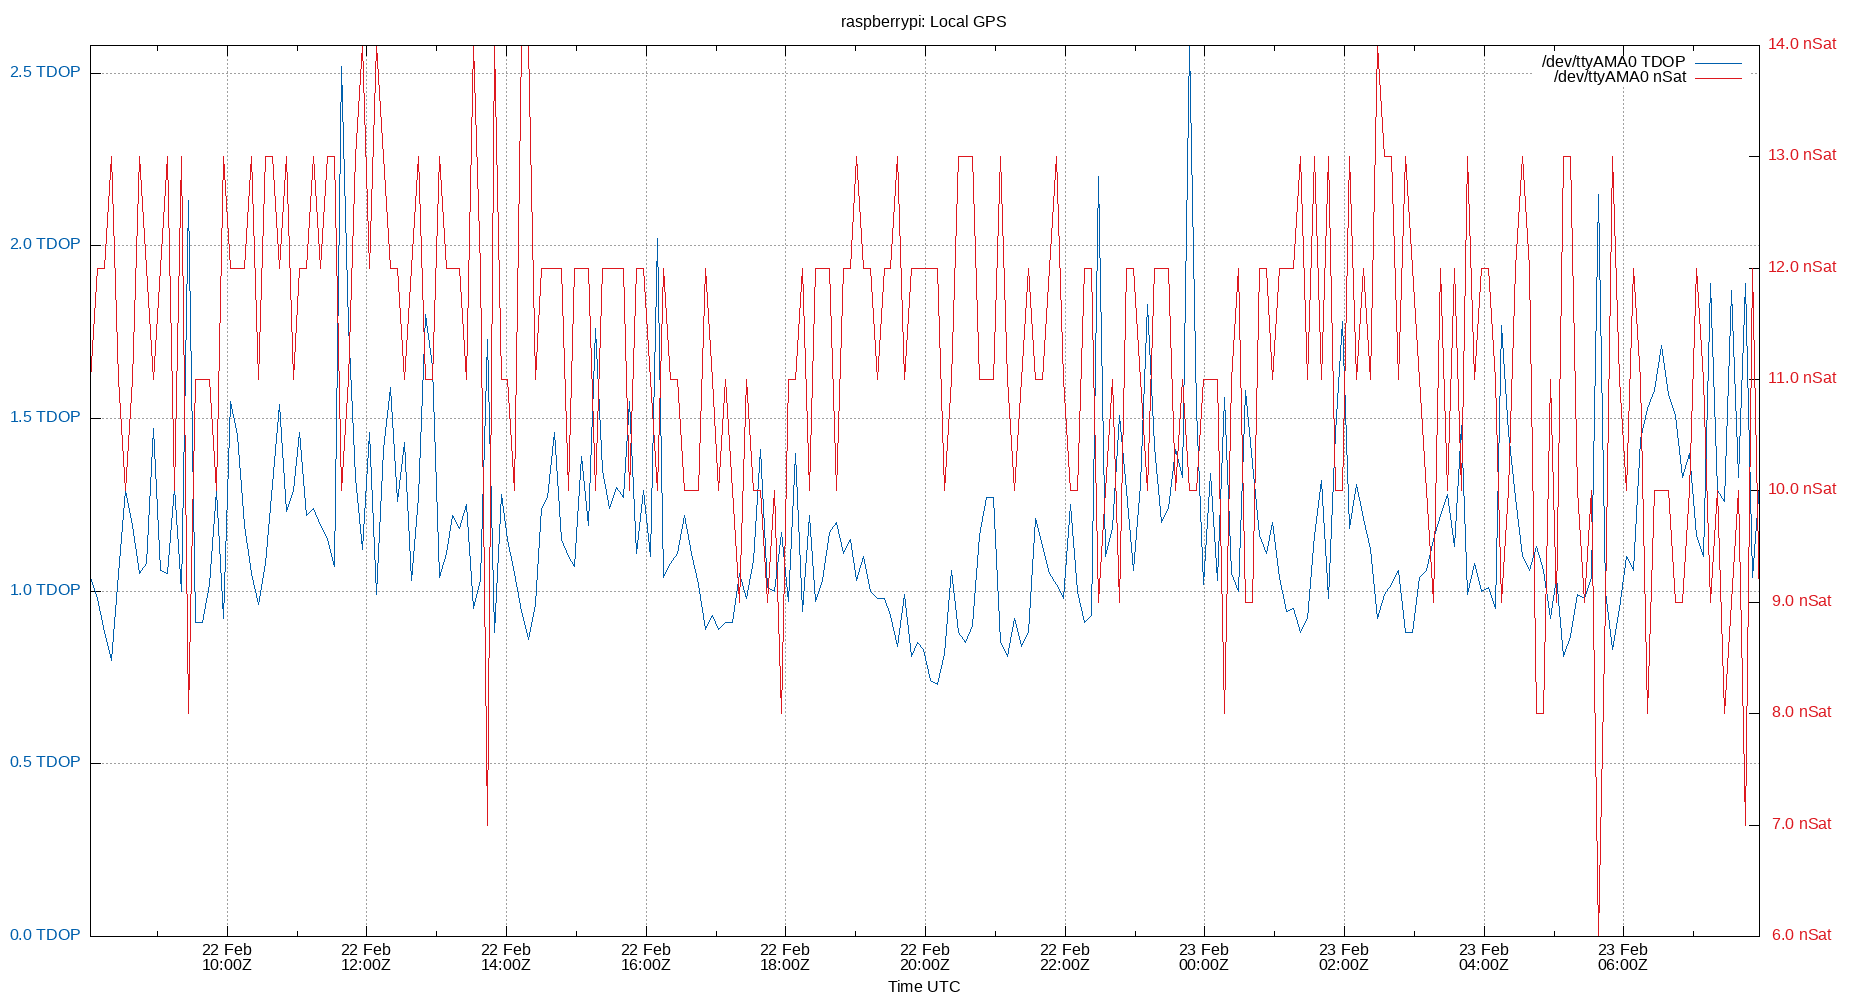 raspberrypi: Local GPS
14.0 nSat
2.5 TDOP
/dev/ttyAMA0 TDOP
/dev/ttyAMA0 nSat
13.0 nSat
2.0 TDOP
12.0 nSat
11.0 nSat
1.5 TDOP
10.0 nSat
1.0 TDOP
9.0 nSat
8.0 nSat
0.5 TDOP
7.0 nSat
0.0 TDOP
6.0 nSat
22 Feb 22 Feb 22 Feb 22 Feb 22 Feb 22 Feb 22 Feb 23 Feb 23 Feb 23 Feb 23 Feb
10:00Z 12:00Z 14:00Z 16:00Z 18:00Z 20:00Z 22:00Z 00:00Z 02:00Z 04:00Z 06:00Z
Time UTC